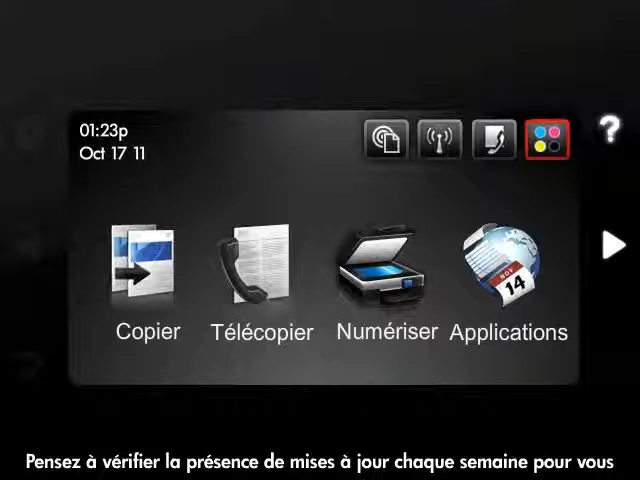 01:23p
Oct 17 11
?
Copier
Télécopier
Numériser
Applications
NOV
14
Pensez à vérifier la présence de mises à jour chaque semaine pour vous